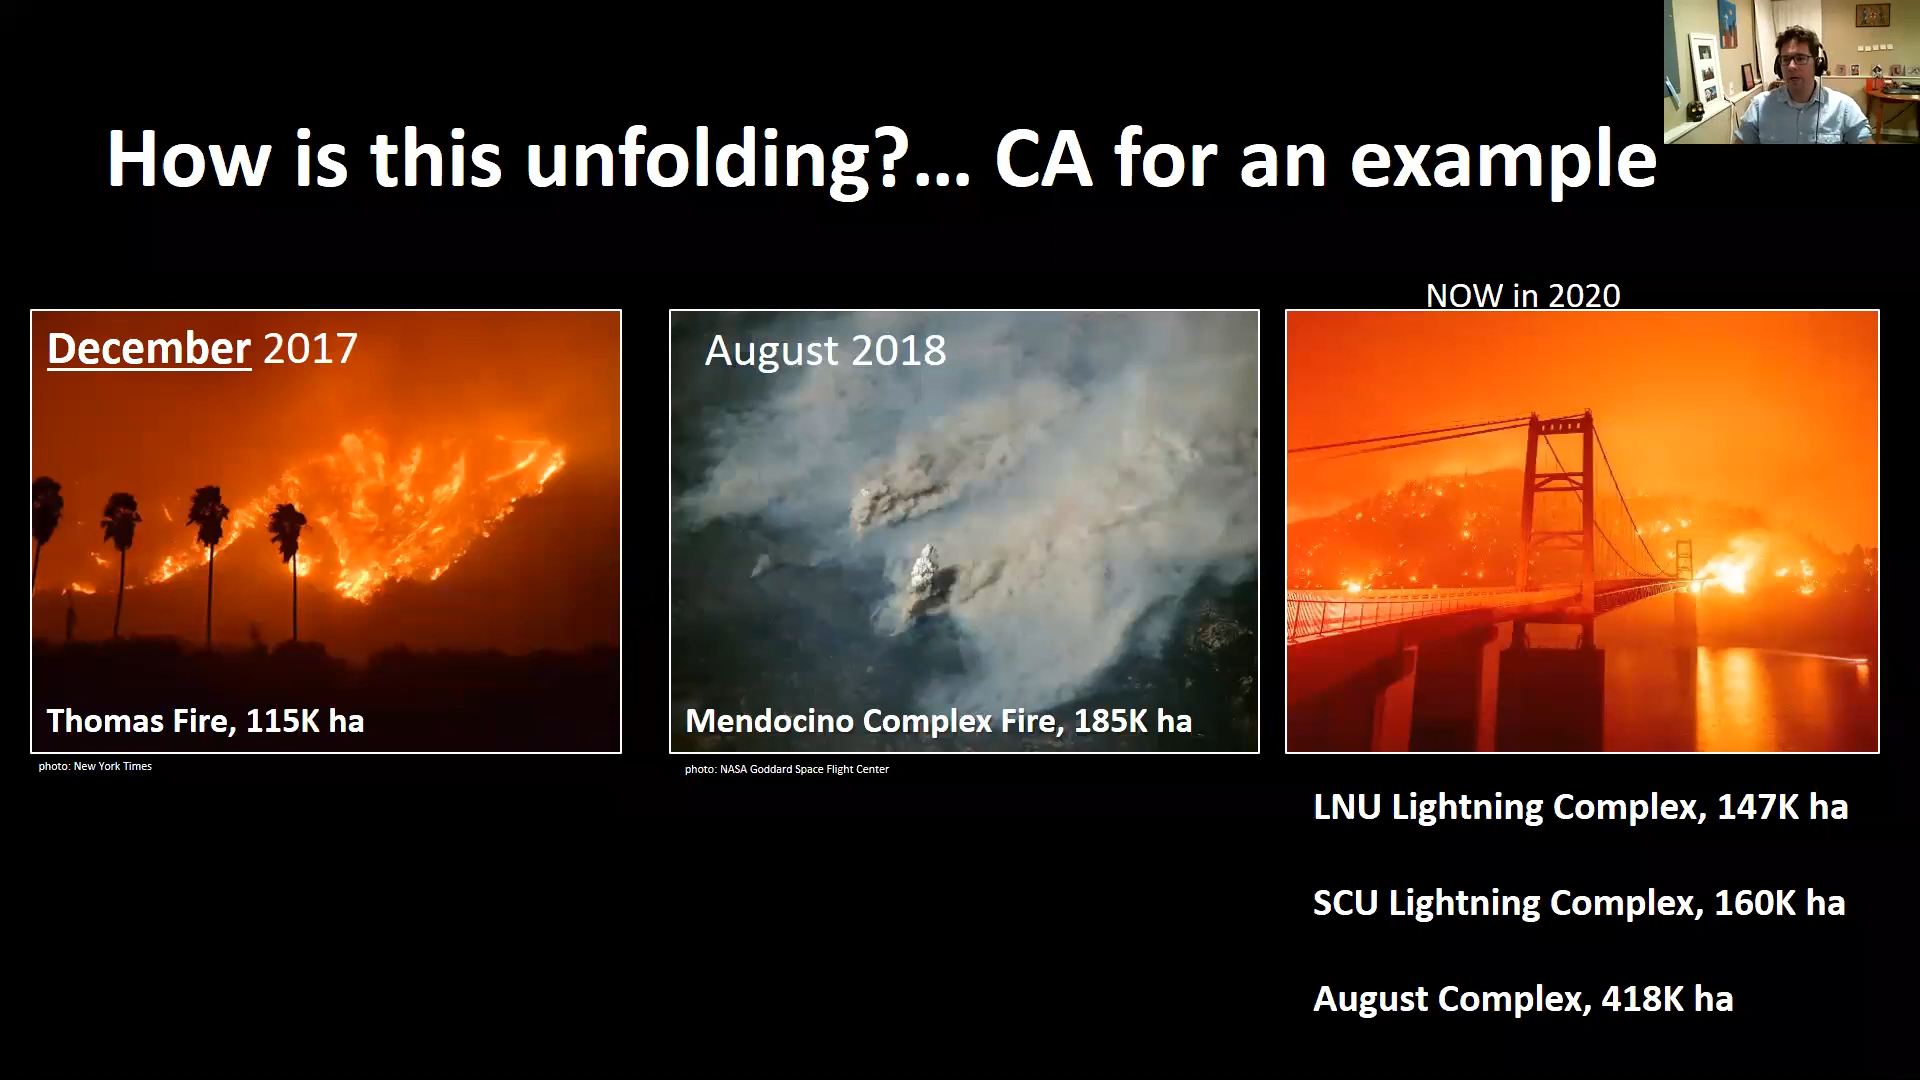 How is this unfolding?... CA for an example
December 2017
Thomas Fire, 115K ha
photo: New York Times
August 2018
Mendocino Complex Fire, 185K ha
photo: NASA Goddard Space Flight Center
NOW in 2020
LNU Lightning Complex, 147K ha
SCU Lightning Complex, 160K ha
August Complex, 418K ha